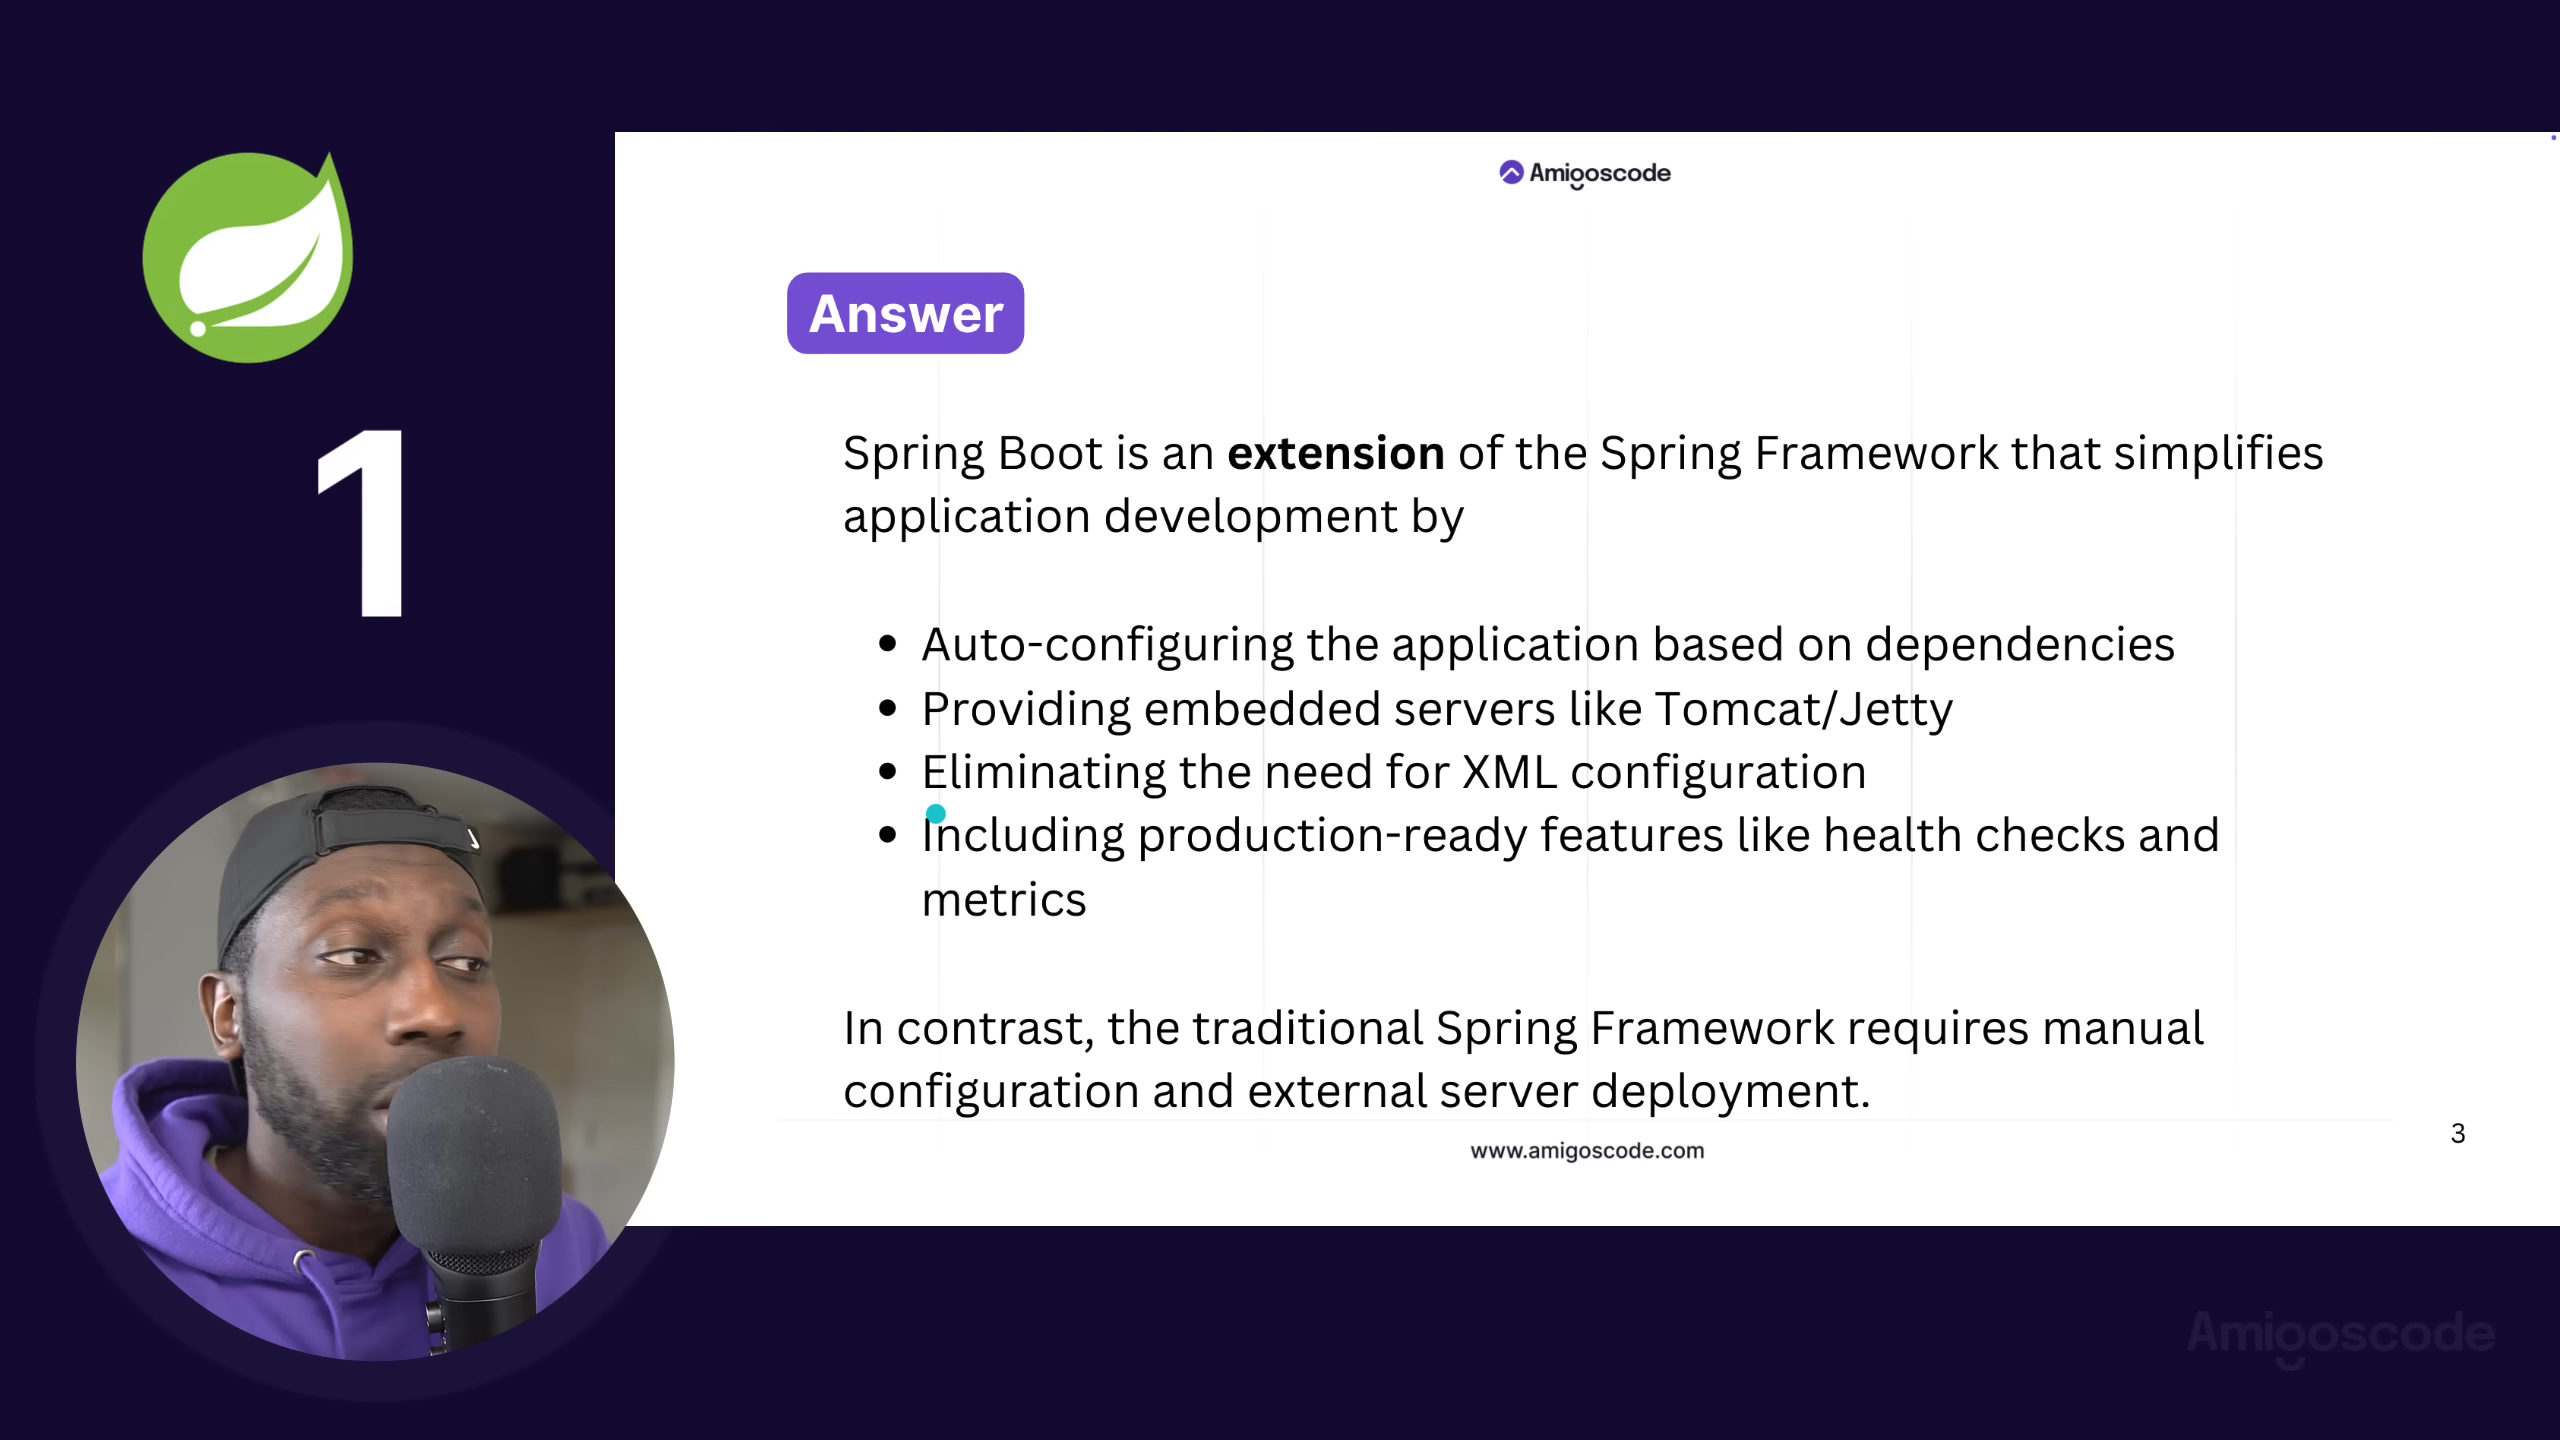 Amigoscode
Answer
1
Spring Boot is an extension of the Spring Framework that simplifies
application development by
• Auto-configuring the application based on dependencies
• Providing embedded servers like Tomcat/Jetty
• Eliminating the need for XML configuration
• Including production-ready features like health checks and
metrics
In contrast, the traditional Spring Framework requires manual
configuration and external server deployment.
3
www.amigoscode.com
Amigoscode